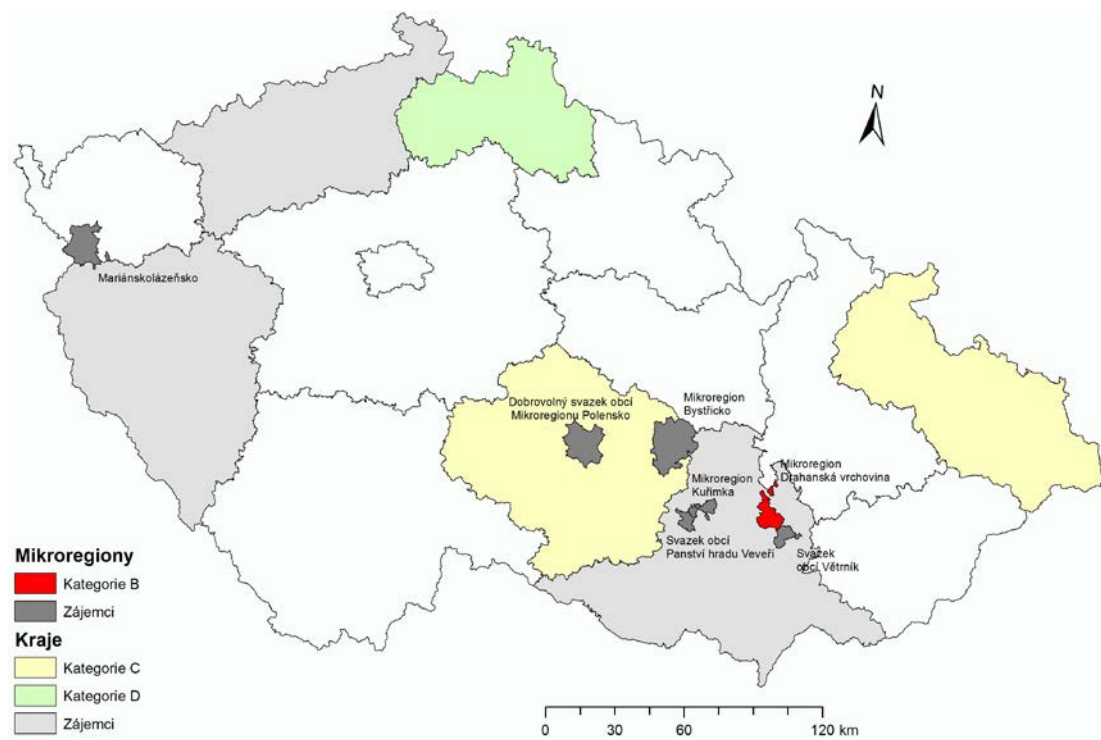 N
Mariánskolázeňsko
Dobrovolný svazek obcí
Mikroregionu Polensko
Mikroregion
Bystřicko
Mikroregion
Drahanská vrchovina
Mikroregion
Kuřimka
Svazek obcí
Panství hradu Veveří
Svazek
obcí Větrník
Mikroregiony
Kategorie B
Zájemci
Kraje
Kategorie C
Kategorie D
Zájemci
0 30 60 120 km